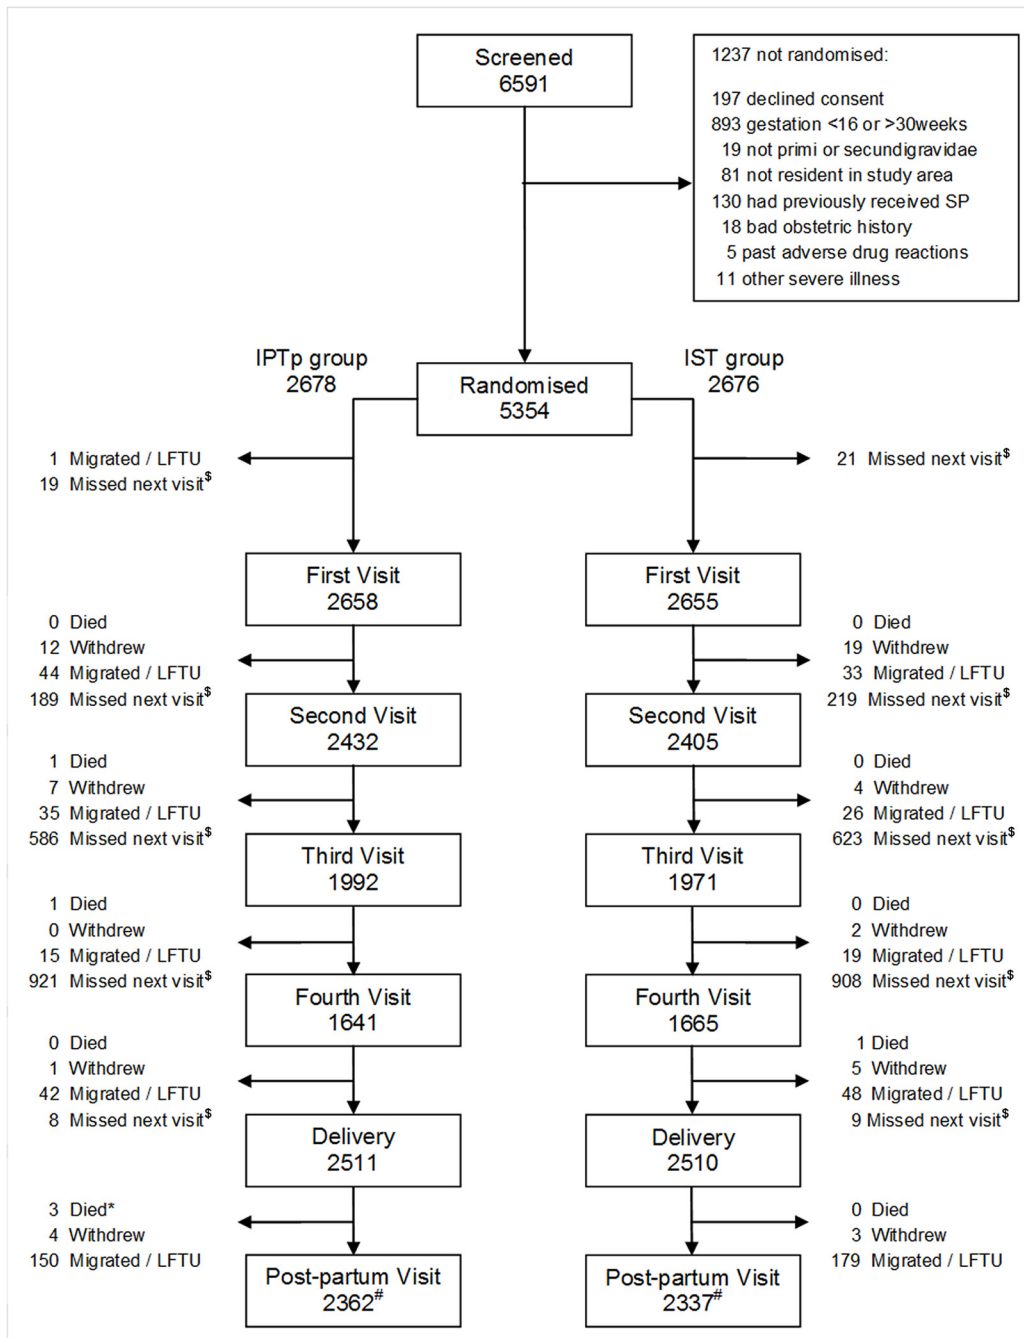 Screened
6591
1237 not randomised:
197 declined consent
893 gestation <16 or >30weeks
19 not primi or secundigravidae
81 not resident in study area
130 had previously received SP
18 bad obstetric history
5 past adverse drug reactions
11 other severe illness
IPTp group
2678
IST group
2676
Randomised
5354
1 Migrated / LFTU
19 Missed next visit$
21 Missed next visit$
First Visit
2658
First Visit
2655
0 Died
12 Withdrew
44 Migrated / LFTU
189 Missed next visit$
0 Died
19 Withdrew
33 Migrated / LFTU
219 Missed next visit$
Second Visit
2432
Second Visit
2405
1 Died
7 Withdrew
35 Migrated / LFTU
586 Missed next visit$
0 Died
4 Withdrew
26 Migrated / LFTU
623 Missed next visit$
Third Visit
1992
Third Visit
1971
1 Died
0 Withdrew
15 Migrated / LFTU
921 Missed next visit$
0 Died
2 Withdrew
19 Migrated / LFTU
908 Missed next visit$
Fourth Visit
1641
Fourth Visit
1665
0 Died
1 Withdrew
42 Migrated / LFTU
8 Missed next visit$
1 Died
5 Withdrew
48 Migrated / LFTU
9 Missed next visit$
Delivery
2511
Delivery
2510
3 Died*
4 Withdrew
150 Migrated / LFTU
0 Died
3 Withdrew
179 Migrated / LFTU
Post-partum Visit
2362#
Post-partum Visit
2337#